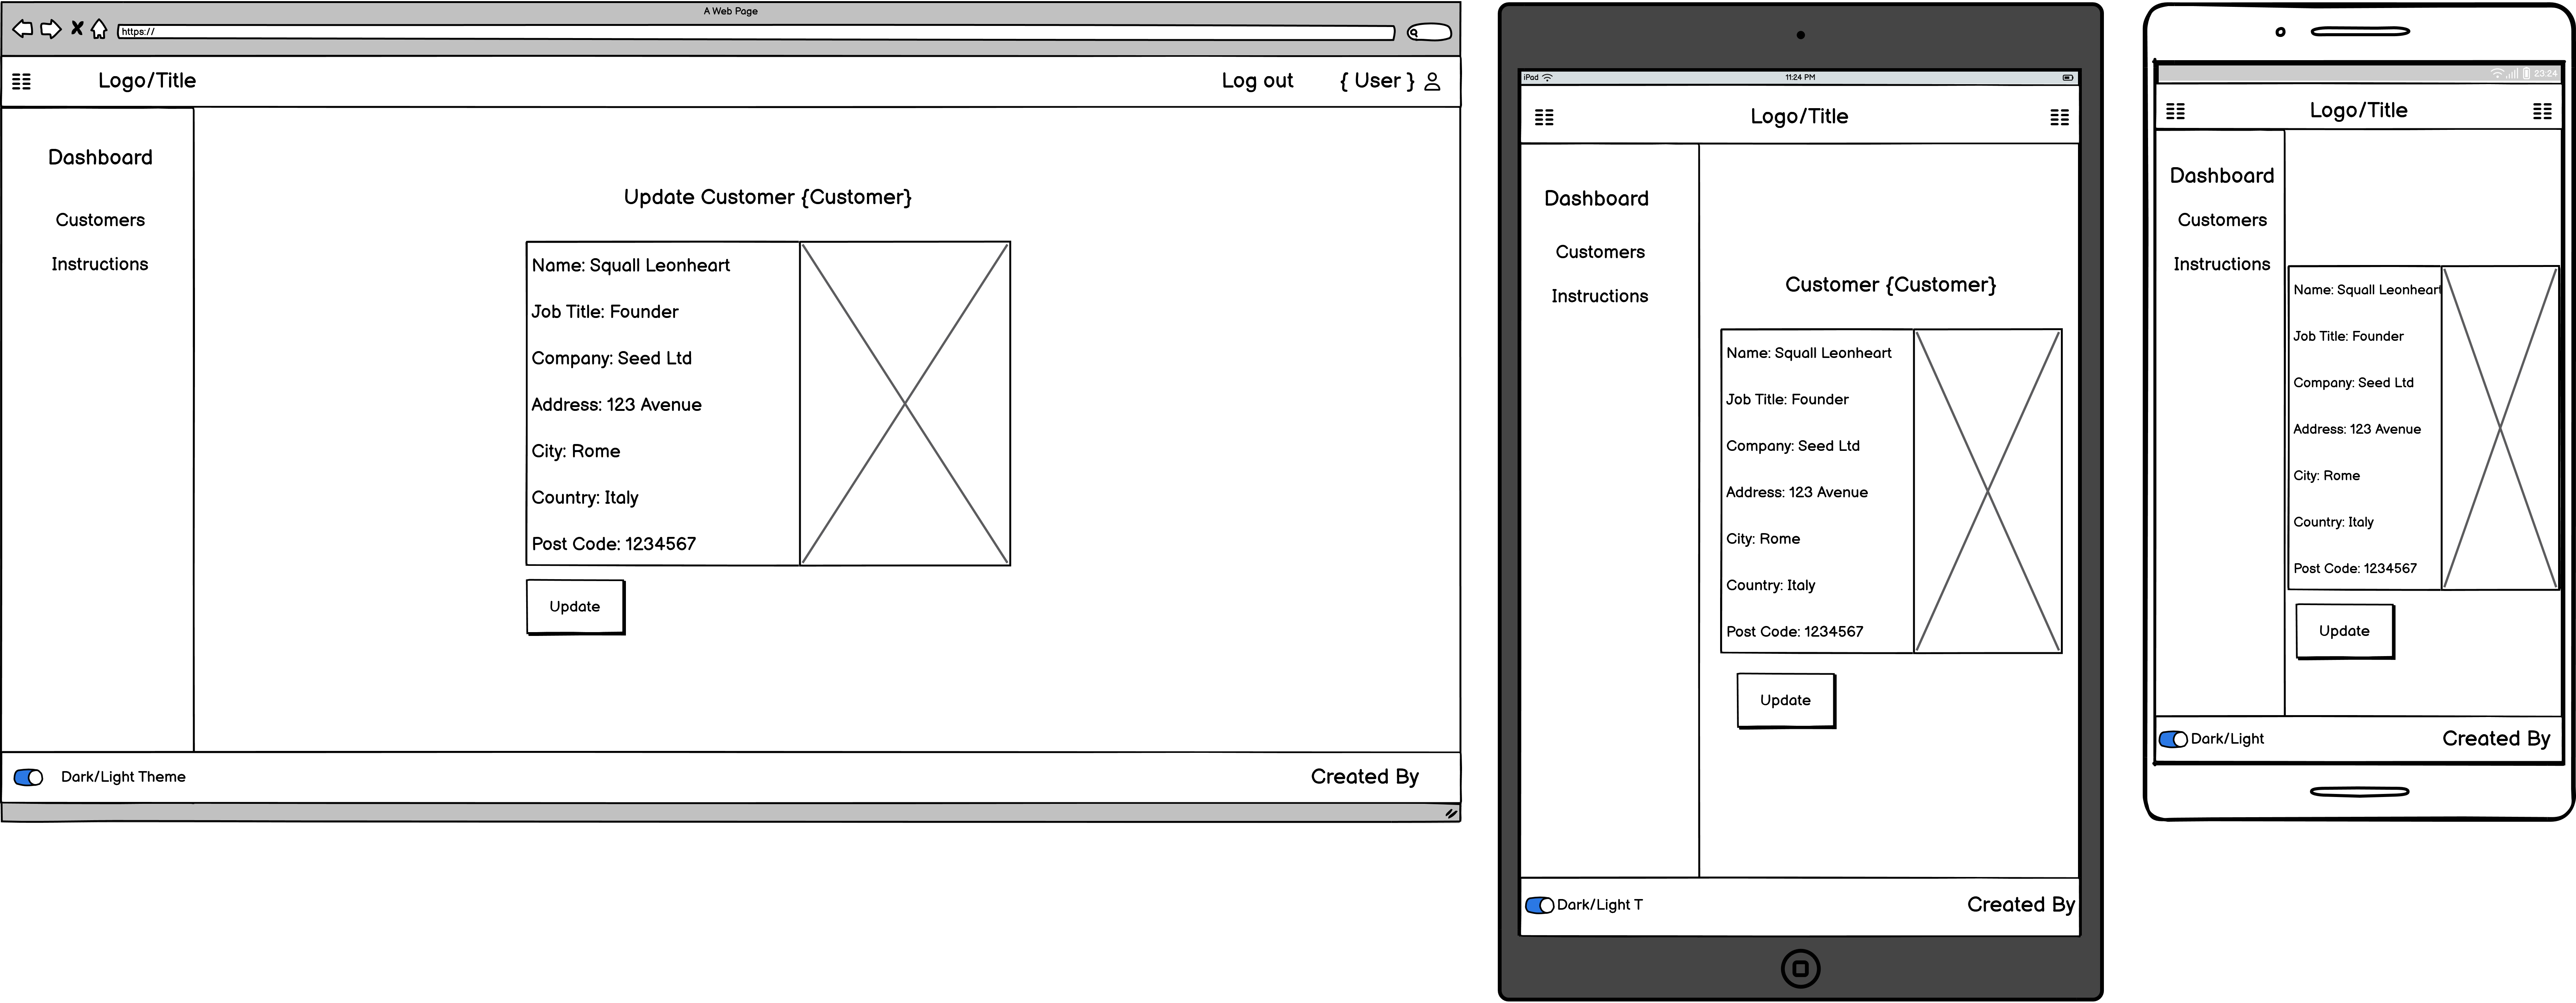 A Web Page
https://
Logo/Title
Log out
{ User }
Dashboard
Customers
Instructions
Update Customer {Customer}
Name: Squall Leonheart
Job Title: Founder
Company: Seed Ltd
Address: 123 Avenue
City: Rome
Country: Italy
Post Code: 1234567
Update
Dark/Light Theme
Created By
iPad
11:24 PM
Logo/Title
Dashboard
Customers
Instructions
Customer {Customer}
Name: Squall Leonheart
Job Title: Founder
Company: Seed Ltd
Address: 123 Avenue
City: Rome
Country: Italy
Post Code: 1234567
Update
Dark/Light T
Created By
23:24
Logo/Title
Dashboard
Customers
Instructions
Name: Squall Leonheart
Job Title: Founder
Company: Seed Ltd
Address: 123 Avenue
City: Rome
Country: Italy
Post Code: 1234567
Update
Dark/Light
Created By